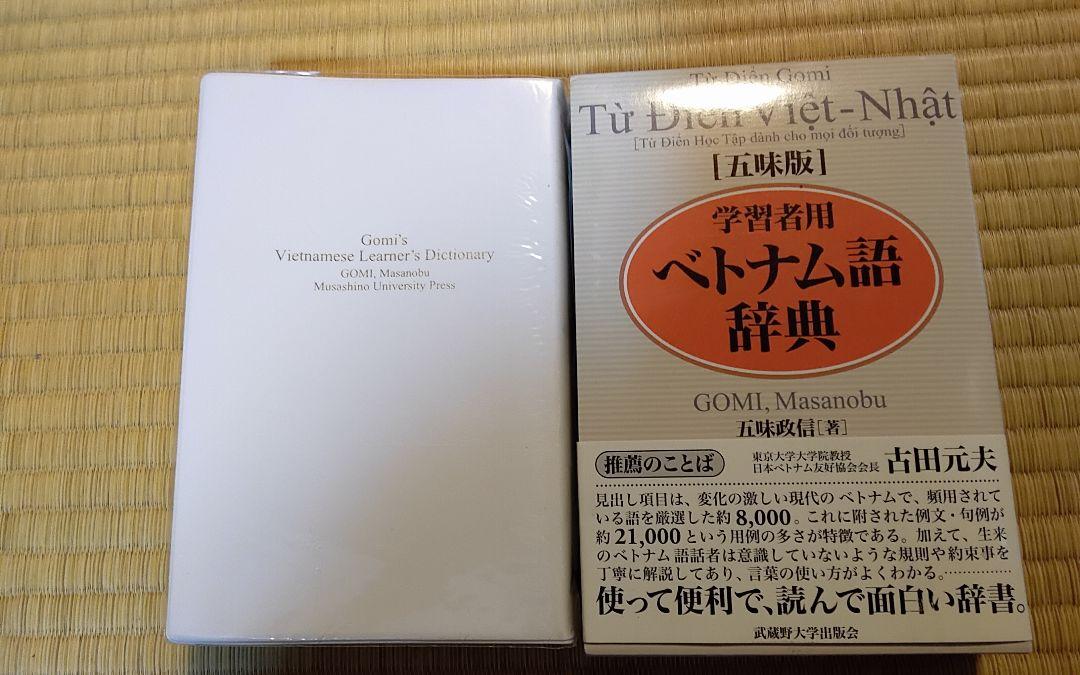 Gomi's
Vietnamese Learner's Dictionary
GOMI, Masanobu
Musashino University Press
Từ Điển Gomi
Từ Điển Việt-Nhật
[Từ Điển Học Tập dành cho mọi đối tượng]
[五味版]
学習者用
ベトナム語
辞典
GOMI, Masanobu
五味政信[著]
推薦のことば
東京大学大学院教授
日本ベトナム友好協会会長 古田元夫
見出し項目は、変化の激しい現代のベトナムで、頻用されて
いる語を厳選した約8,000。これに附された例文・句例が
約21,000という用例の多さが特徴である。加えて、生来
のベトナム語話者は意識していないような規則や約束事を
丁寧に解説してあり、言葉の使い方がよくわかる。…………
使って便利で、読んで面白い辞書。
武蔵野大学出版会